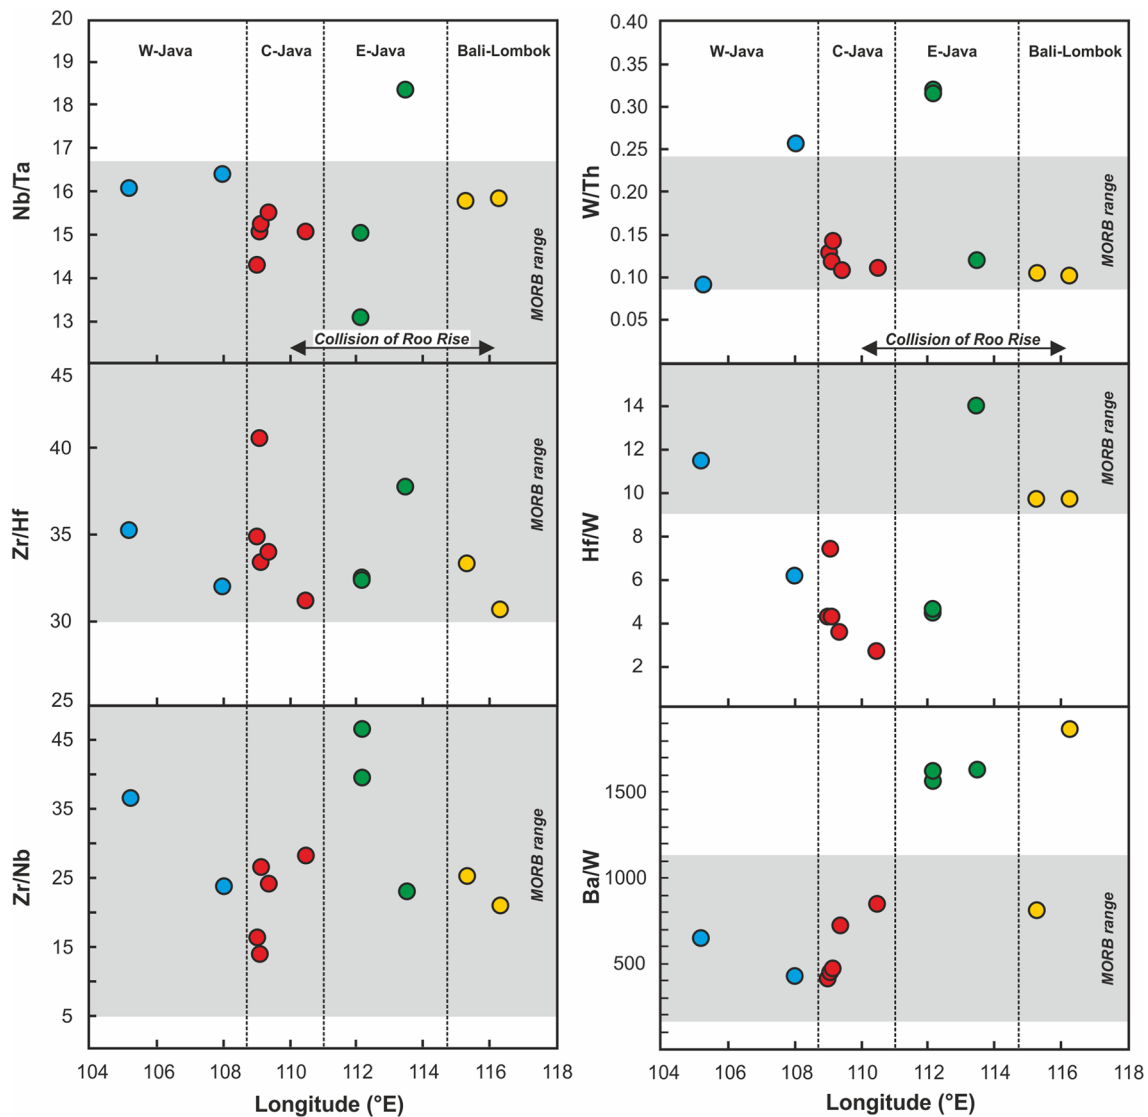 20
19
18
17
16
15
14
13
Nb/Ta
W-Java
C-Java
E-Java
Bali-Lombok
MORB range
Collision of Roo Rise
0.40
0.35
0.30
0.25
0.20
0.15
0.10
0.05
W/Th
W-Java
C-Java
E-Java
Bali-Lombok
MORB range
Collision of Roo Rise
45
40
35
30
25
Zr/Hf
MORB range
14
12
10
8
6
4
2
Hf/W
MORB range
45
35
25
15
5
Zr/Nb
MORB range
1500
1000
500
Ba/W
MORB range
104 106 108 110 112 114 116 118
Longitude (°E)
104 106 108 110 112 114 116 118
Longitude (°E)